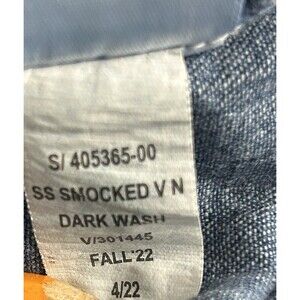 S/ 405365-00
SS SMOCKED V N
DARK WASH
V/301445
FALL'22
4/22